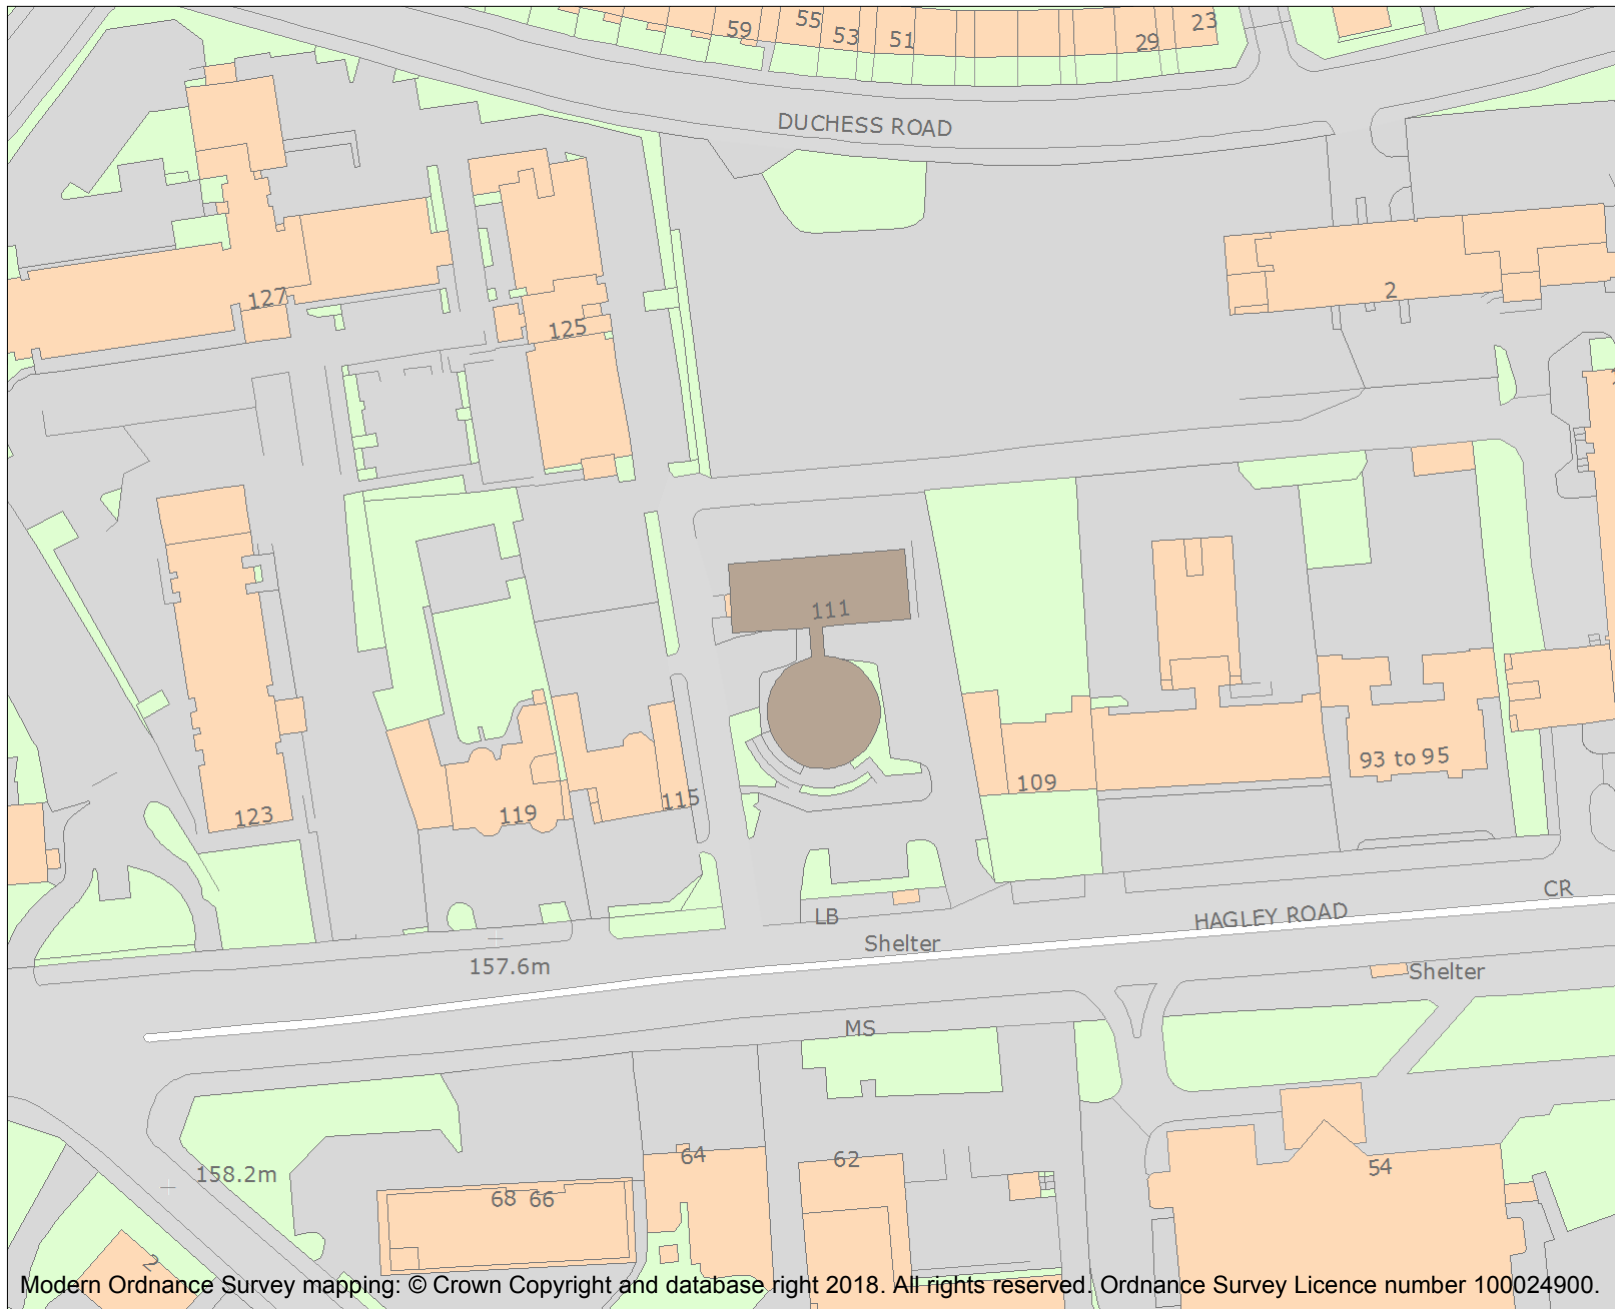 59
55
53
51
29
23
DUCHESS ROAD
127
125
2
111
109
93 to 95
123
119
115
LB
HAGLEY ROAD
CR
Shelter
157.6m
Shelter
MS
64
62
54
158.2m
68 66
2
Modern Ordnance Survey mapping: © Crown Copyright and database right 2018. All rights reserved. Ordnance Survey Licence number 100024900.